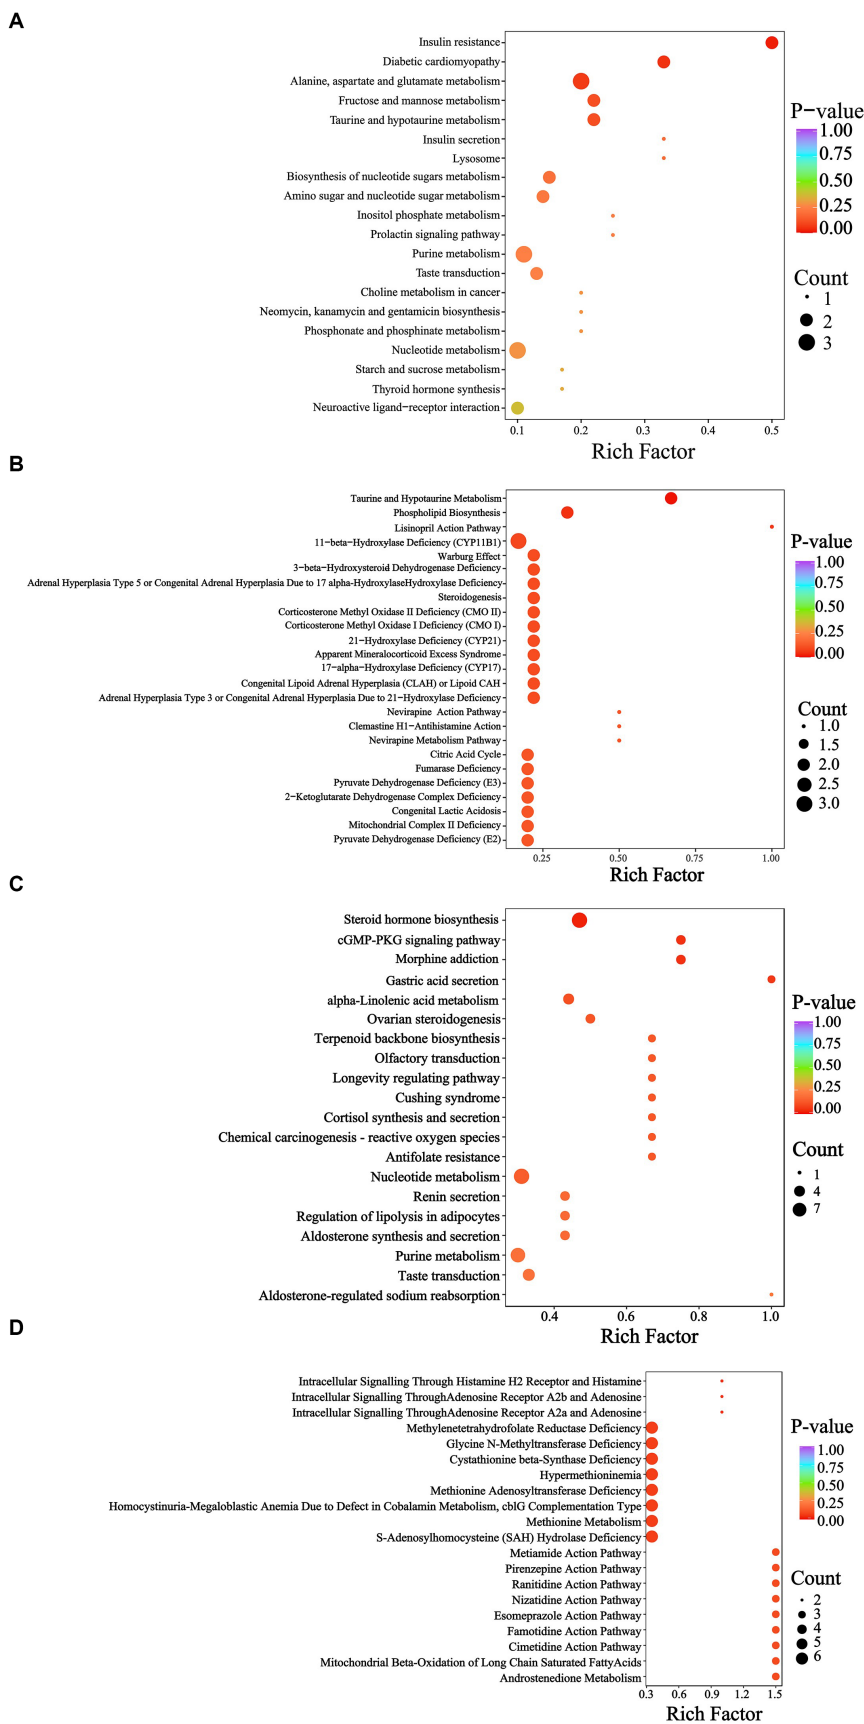 A
Insulin resistance
Diabetic cardiomyopathy
Alanine, aspartate and glutamate metabolism
Fructose and mannose metabolism
Taurine and hypotaurine metabolism
Insulin secretion
Lysosome
Biosynthesis of nucleotide sugars metabolism
Amino sugar and nucleotide sugar metabolism
Inositol phosphate metabolism
Prolactin signaling pathway
Purine metabolism
Taste transduction
Choline metabolism in cancer
Neomycin, kanamycin and gentamicin biosynthesis
Phosphonate and phosphinate metabolism
Nucleotide metabolism
Starch and sucrose metabolism
Thyroid hormone synthesis
Neuroactive ligand−receptor interaction
0.1 0.2 0.3 0.4 0.5
Rich Factor
P−value
1.00
0.75
0.50
0.25
0.00
Count
1
2
3
B
Taurine and Hypotaurine Metabolism
Phospholipid Biosynthesis
Lisinopril Action Pathway
11−beta−Hydroxylase Deficiency (CYP11B1)
Warburg Effect
3−beta−Hydroxysteroid Dehydrogenase Deficiency
Adrenal Hyperplasia Type 5 or Congenital Adrenal Hyperplasia Due to 17 alpha-HydroxylaseHydroxylase Deficiency
Steroidogenesis
Corticosterone Methyl Oxidase II Deficiency (CMO II)
Corticosterone Methyl Oxidase I Deficiency (CMO I)
21−Hydroxylase Deficiency (CYP21)
Apparent Mineralocorticoid Excess Syndrome
17−alpha−Hydroxylase Deficiency (CYP17)
Congenital Lipoid Adrenal Hyperplasia (CLAH) or Lipoid CAH
Adrenal Hyperplasia Type 3 or Congenital Adrenal Hyperplasia Due to 21−Hydroxylase Deficiency
Nevirapine Action Pathway
Clemastine H1−Antihistamine Action
Nevirapine Metabolism Pathway
Citric Acid Cycle
Fumarase Deficiency
Pyruvate Dehydrogenase Deficiency (E3)
2−Ketoglutarate Dehydrogenase Complex Deficiency
Congenital Lactic Acidosis
Mitochondrial Complex II Deficiency
Pyruvate Dehydrogenase Deficiency (E2)
0.25 0.50 0.75 1.00
Rich Factor
P-value
1.00
0.75
0.50
0.25
0.00
Count
1.0
1.5
2.0
2.5
3.0
C
Steroid hormone biosynthesis
cGMP-PKG signaling pathway
Morphine addiction
Gastric acid secretion
alpha-Linolenic acid metabolism
Ovarian steroidogenesis
Terpenoid backbone biosynthesis
Olfactory transduction
Longevity regulating pathway
Cushing syndrome
Cortisol synthesis and secretion
Chemical carcinogenesis - reactive oxygen species
Antifolate resistance
Nucleotide metabolism
Renin secretion
Regulation of lipolysis in adipocytes
Aldosterone synthesis and secretion
Purine metabolism
Taste transduction
Aldosterone-regulated sodium reabsorption
0.4 0.6 0.8 1.0
Rich Factor
P-value
1.00
0.75
0.50
0.25
0.00
Count
1
4
7
D
Intracellular Signalling Through Histamine H2 Receptor and Histamine
Intracellular Signalling ThroughAdenosine Receptor A2b and Adenosine
Intracellular Signalling ThroughAdenosine Receptor A2a and Adenosine
Methylenetetrahydrofolate Reductase Deficiency
Glycine N-Methyltransferase Deficiency
Cystathionine beta-Synthase Deficiency
Hypermethioninemia
Methionine Adenosyltransferase Deficiency
Homocystinuria-Megaloblastic Anemia Due to Defect in Cobalamin Metabolism, cblG Complementation Type
Methionine Metabolism
S-Adenosylhomocysteine (SAH) Hydrolase Deficiency
Metiamide Action Pathway
Pirenzepine Action Pathway
Ranitidine Action Pathway
Nizatidine Action Pathway
Esomeprazole Action Pathway
Famotidine Action Pathway
Cimetidine Action Pathway
Mitochondrial Beta-Oxidation of Long Chain Saturated FattyAcids
Androstenedione Metabolism
0.3 0.6 0.9 1.2 1.5
Rich Factor
P-value
1.00
0.75
0.50
0.25
0.00
Count
2
3
4
5
6